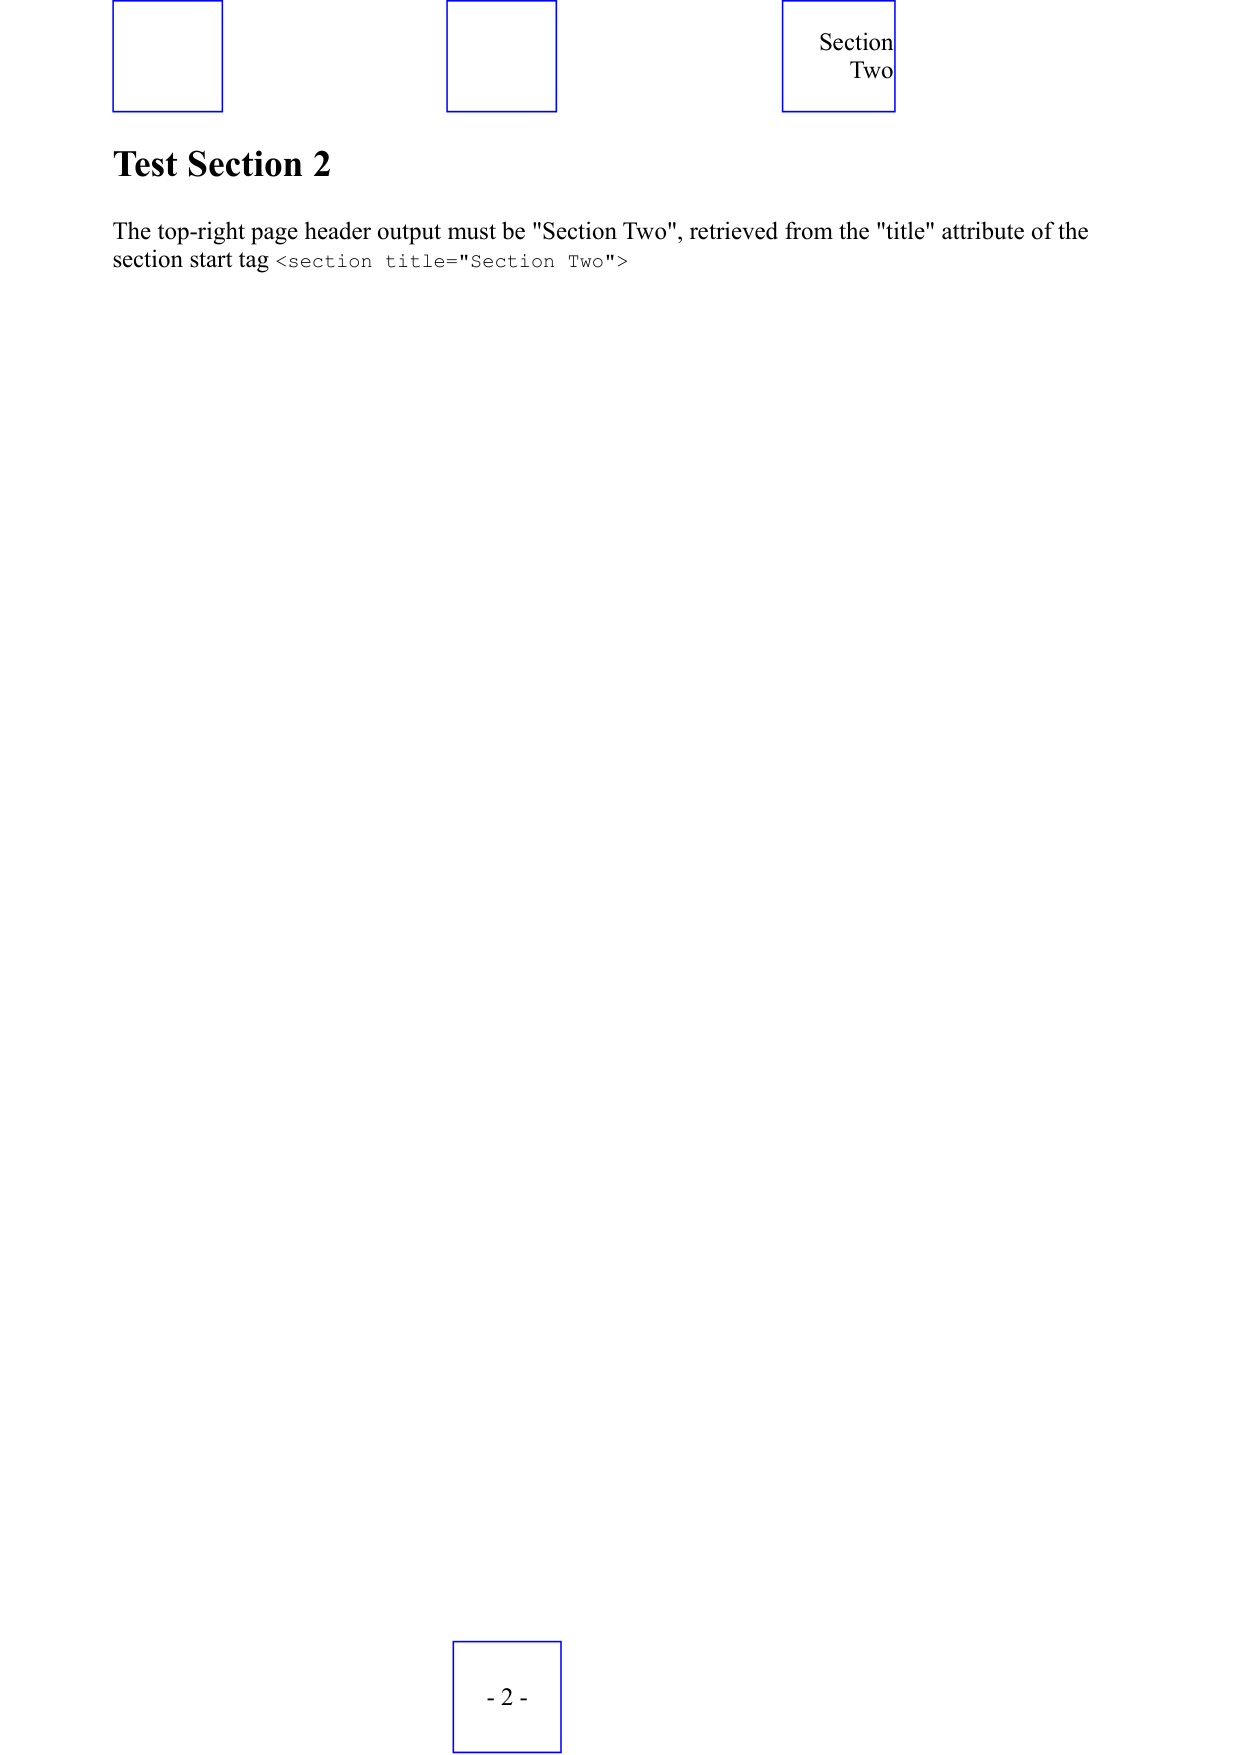 Section
Two
Test Section 2
The top-right page header output must be "Section Two", retrieved from the "title" attribute of the
section start tag <section title="Section Two">
- 2 -